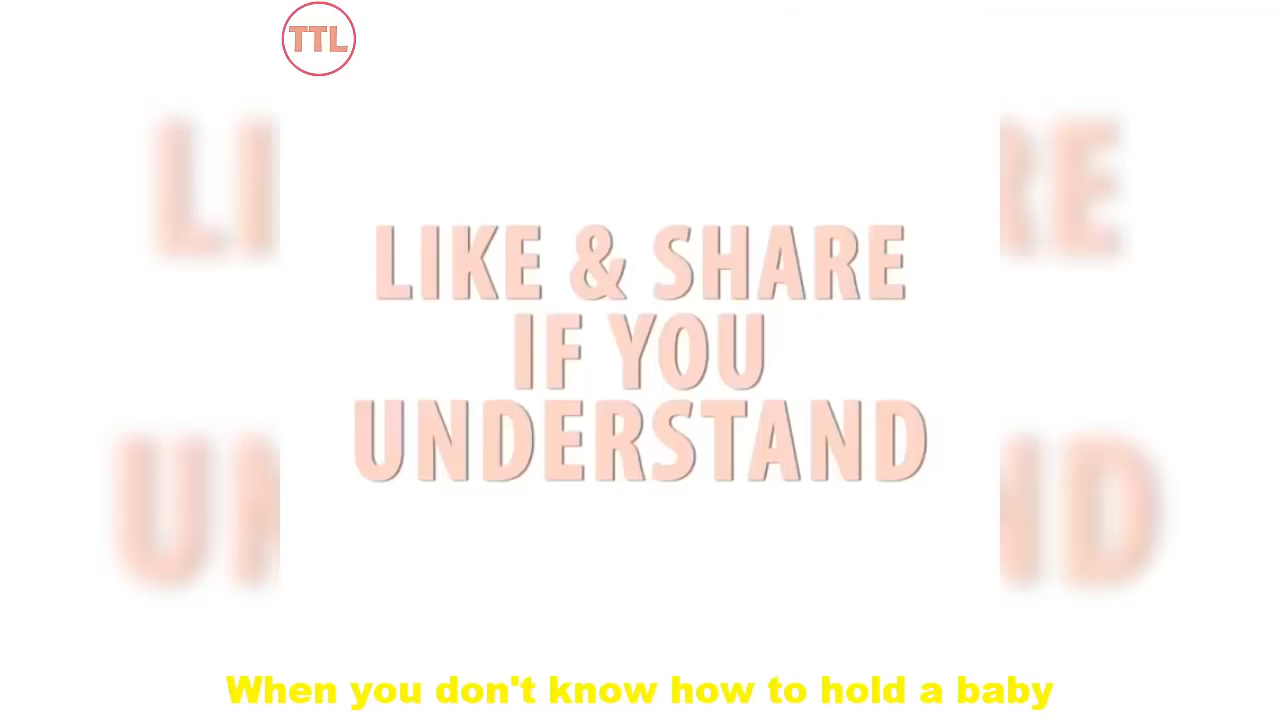 TTL
LIKE & SHARE
IF YOU
UNDERSTAND
When you don't know how to hold a baby